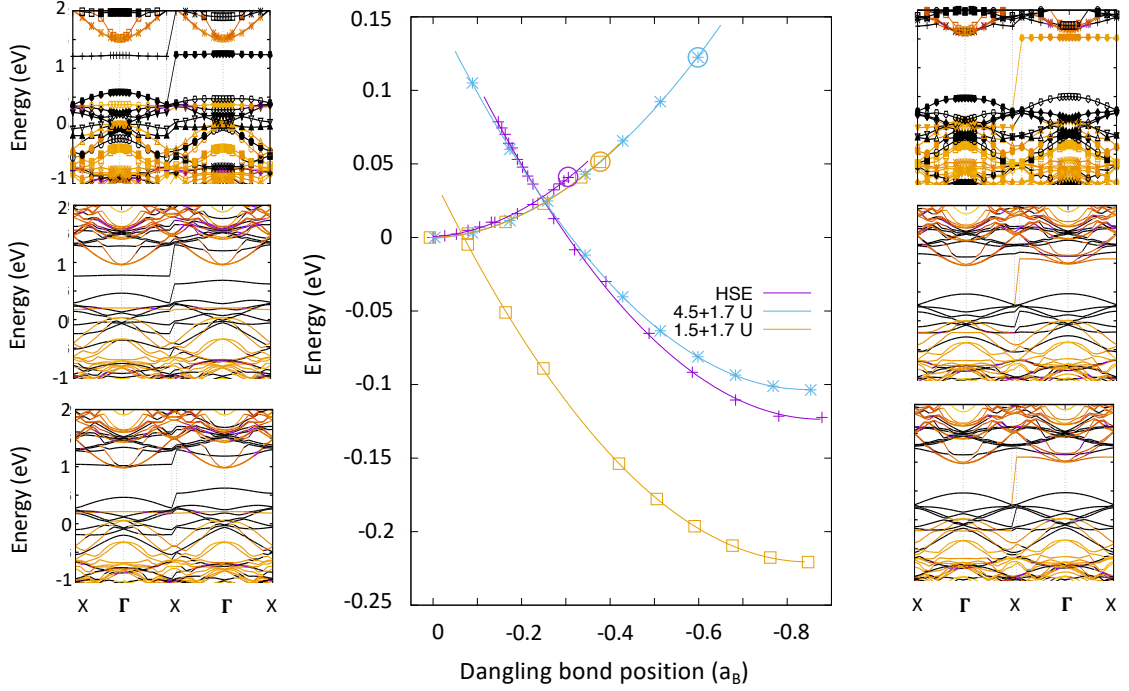 2
1
0
-1
Energy (eV)
2
1
0
-1
Energy (eV)
2
1
0
-1
Energy (eV)
X Γ X Γ X
0.15
0.1
0.05
0
-0.05
-0.1
-0.15
-0.2
-0.25
Energy (eV)
HSE
4.5+1.7 U
1.5+1.7 U
0 -0.2 -0.4 -0.6 -0.8
Dangling bond position (aB)
X Γ X Γ X